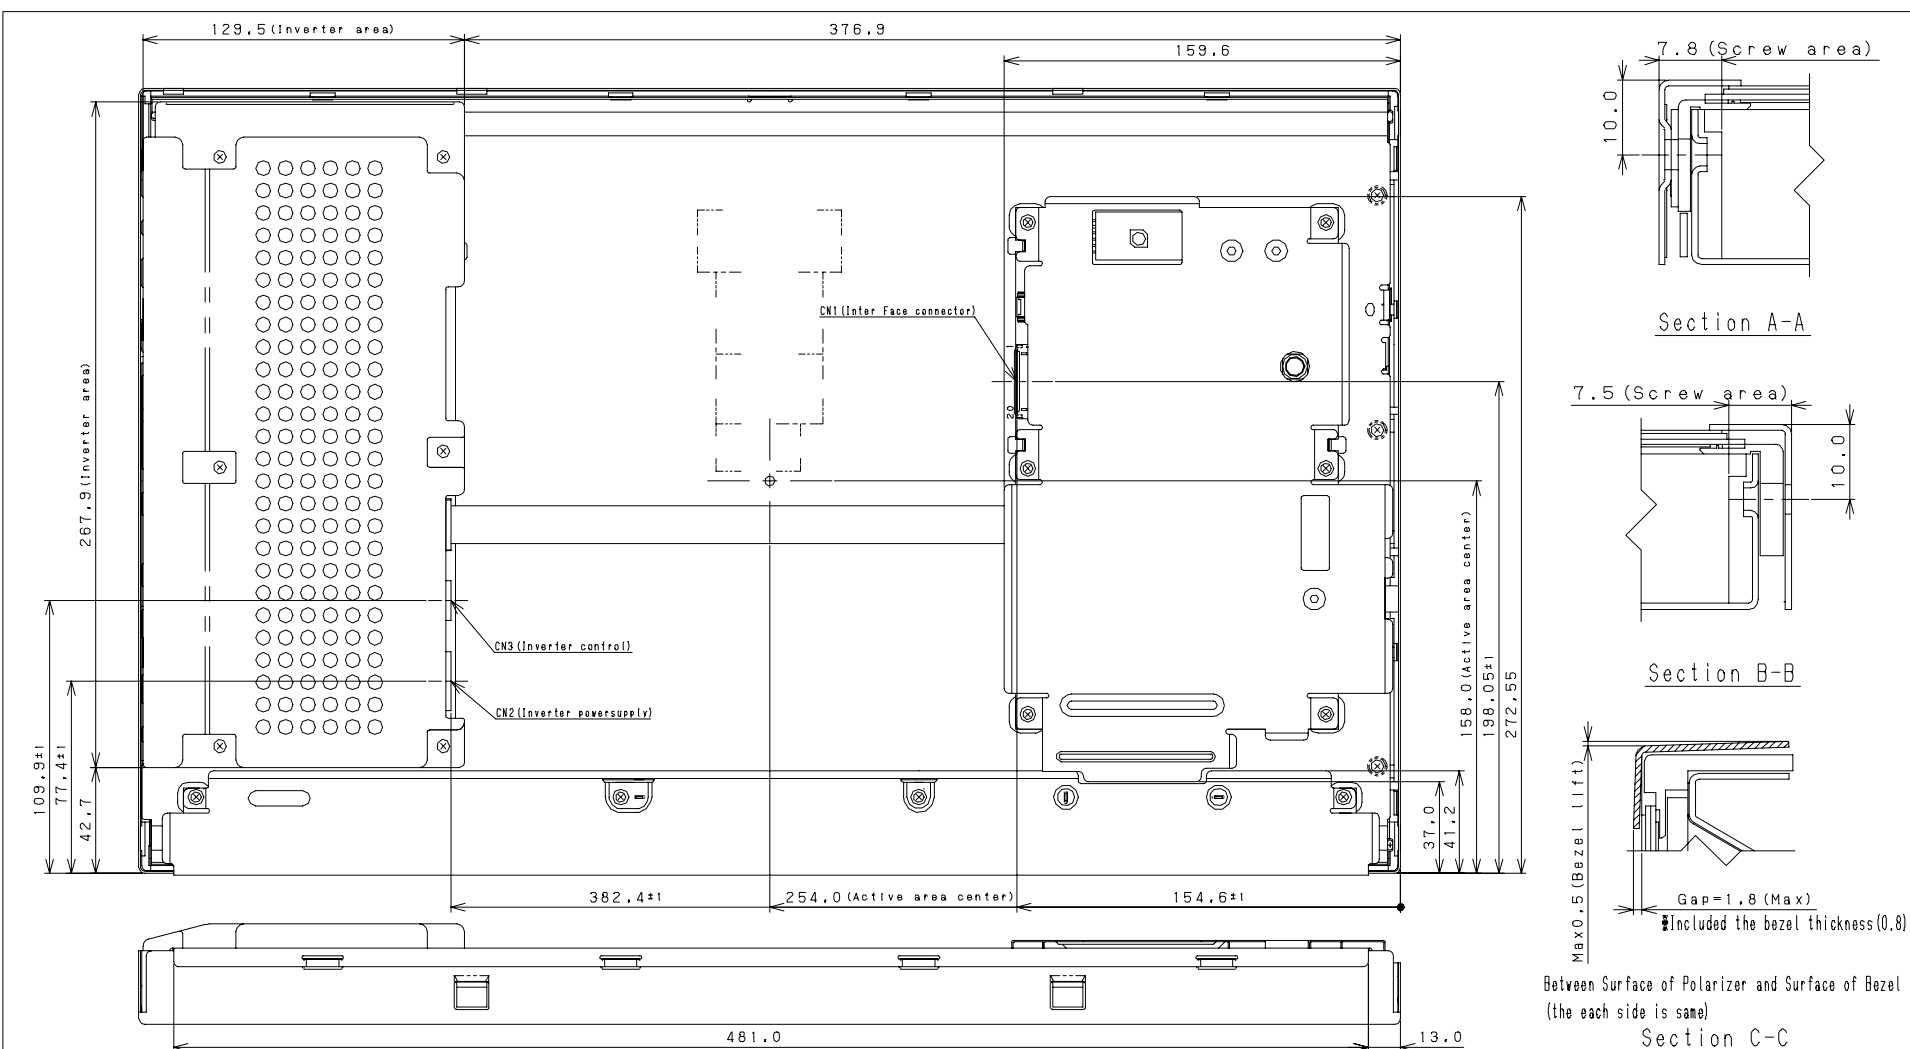 129.5(Inverter area)
376.9
159.6
267.9(Inverter area)
109.9±1
77.4±1
42.7
CN1(Inter Face connector)
1
20
CN3(Inverter control)
CN2(Inverter powersupply)
158.0(Active area center)
198.05±1
272.55
37.0
41.2
382.4±1
254.0(Active area center)
154.6±1
481.0
13.0
7.8(Screw area)
10.0
Section A-A
7.5(Screw area)
10.0
Section B-B
Max0.5(Bezel lift)
Gap=1.8(Max)
※Included the bezel thickness(0.8)
Between Surface of Polarizer and Surface of Bezel
(the each side is same)
Section C-C